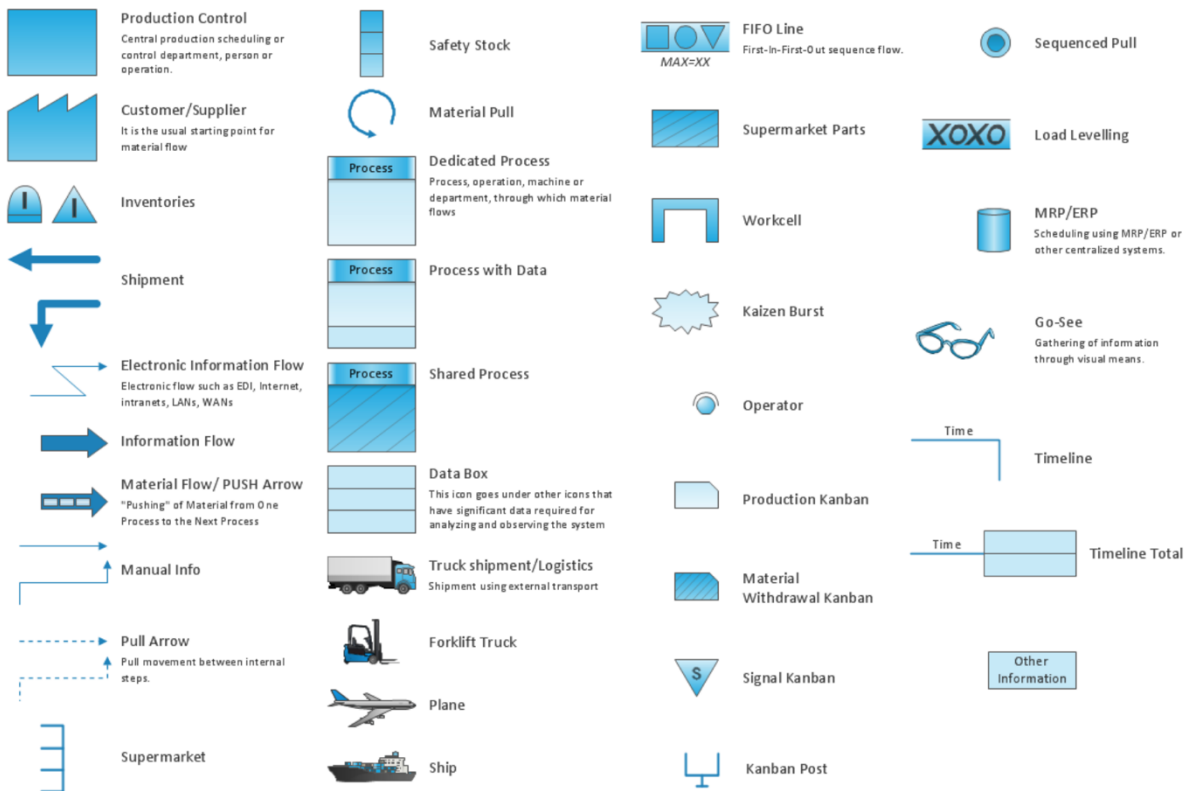 Production Control
Central production scheduling or
control department, person or
operation.
Customer/Supplier
It is the usual starting point for
material flow
I
I
Inventories
Shipment
Electronic Information Flow
Electronic flow such as EDI, Internet,
intranets, LANs, WANs
Information Flow
Material Flow/ PUSH Arrow
"Pushing" of Material from One
Process to the Next Process
Manual Info
Pull Arrow
Pull movement between internal
steps.
Supermarket
Safety Stock
Material Pull
Process
Dedicated Process
Process, operation, machine or
department, through which material
flows
Process
Process with Data
Process
Shared Process
Data Box
This icon goes under other icons that
have significant data required for
analyzing and observing the system
Truck shipment/Logistics
Shipment using external transport
Forklift Truck
Plane
Ship
MAX=XX
FIFO Line
First-In-First-Out sequence flow.
Supermarket Parts
Workcell
Kaizen Burst
Operator
Production Kanban
Material
Withdrawal Kanban
S
Signal Kanban
Kanban Post
Sequenced Pull
XOXO
Load Levelling
MRP/ERP
Scheduling using MRP/ERP or
other centralized systems.
Go-See
Gathering of information
through visual means.
Time
Timeline
Time
Timeline Total
Other
Information